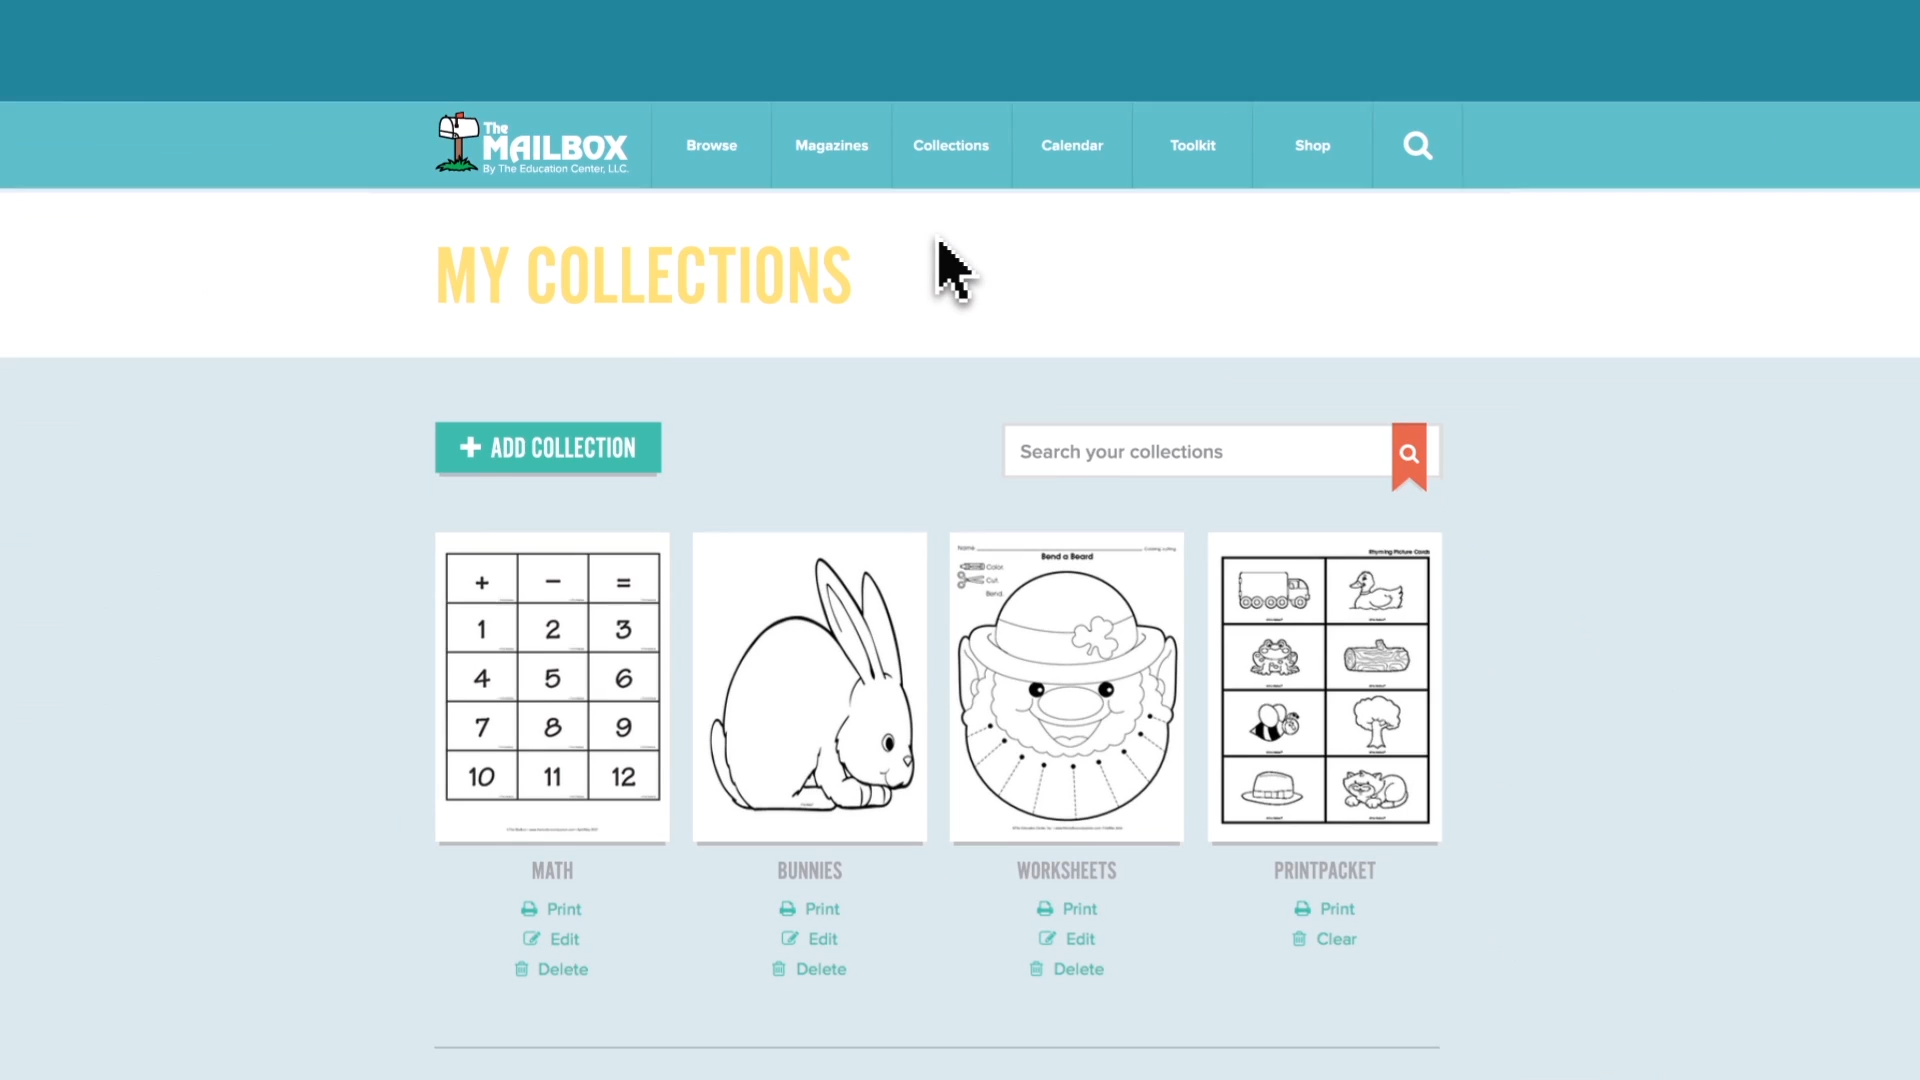 The
MAILBOX
By The Education Center, LLC.
Browse
Magazines
Collections
Calendar
Toolkit
Shop
MY COLLECTIONS
+ ADD COLLECTION
Search your collections
+ − =
1 2 3
4 5 6
7 8 9
10 11 12
Name
Bend a Beard
Color
Cut
Bend
Rhyming Picture Cards
MATH
BUNNIES
WORKSHEETS
PRINTPACKET
Print
Print
Print
Print
Edit
Edit
Edit
Clear
Delete
Delete
Delete